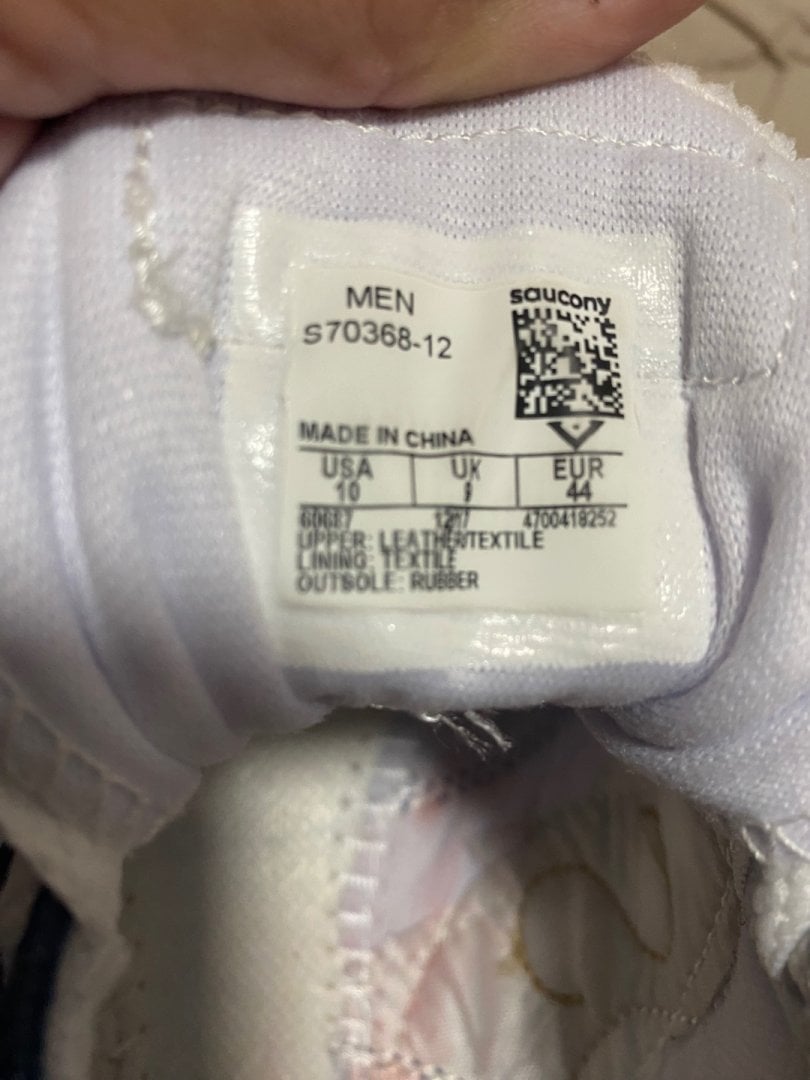 MEN
saucony
S70368-12
MADE IN CHINA
USA UK EUR
10 9 44
4700418252
UPPER: LEATHER/TEXTILE
LINING: TEXTILE
OUTSOLE: RUBBER